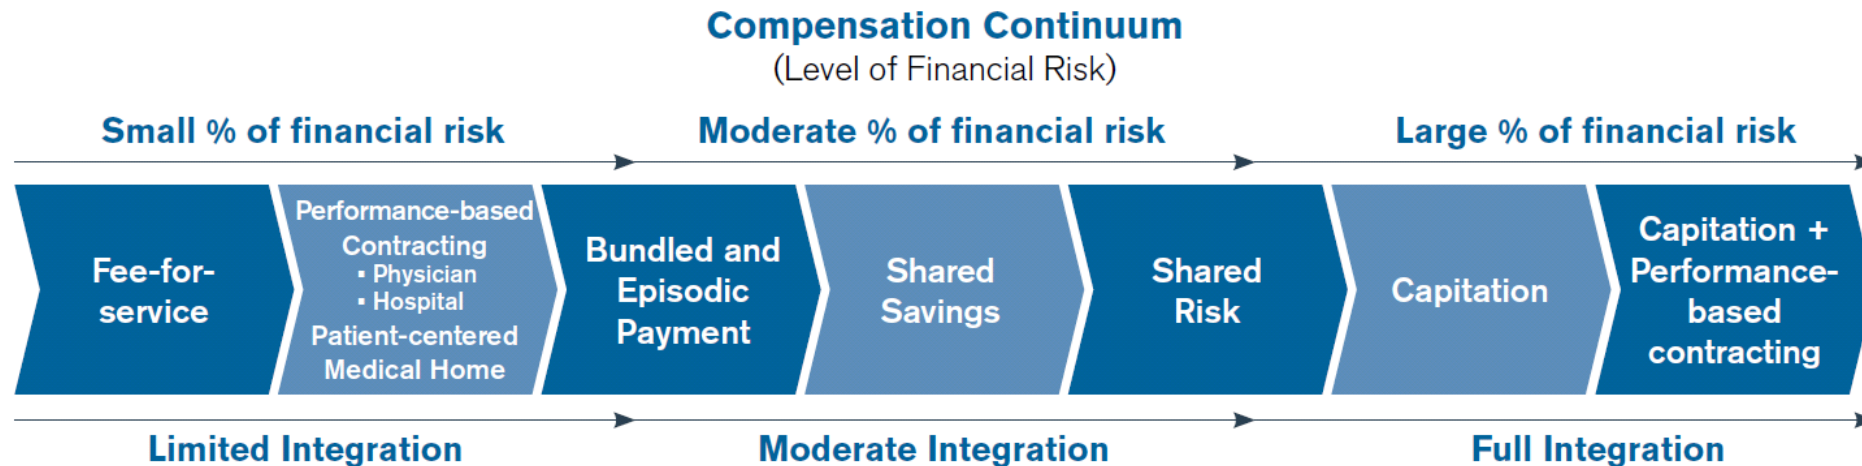 Compensation Continuum
(Level of Financial Risk)
Small % of financial risk
Moderate % of financial risk
Large % of financial risk
Fee-for-
service
Performance-based
Contracting
▪ Physician
▪ Hospital
Patient-centered
Medical Home
Bundled and
Episodic
Payment
Shared
Savings
Shared
Risk
Capitation
Capitation +
Performance-
based
contracting
Limited Integration
Moderate Integration
Full Integration